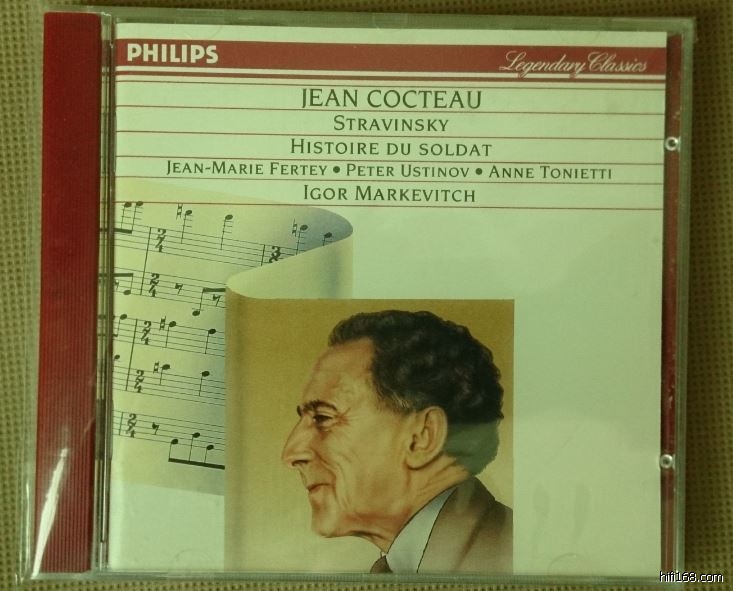 PHILIPS Legendary Classics
JEAN COCTEAU
STRAVINSKY
HISTOIRE DU SOLDAT
JEAN-MARIE FERTEY • PETER USTINOV • ANNE TONIETTI
IGOR MARKEVITCH
hifi168.com